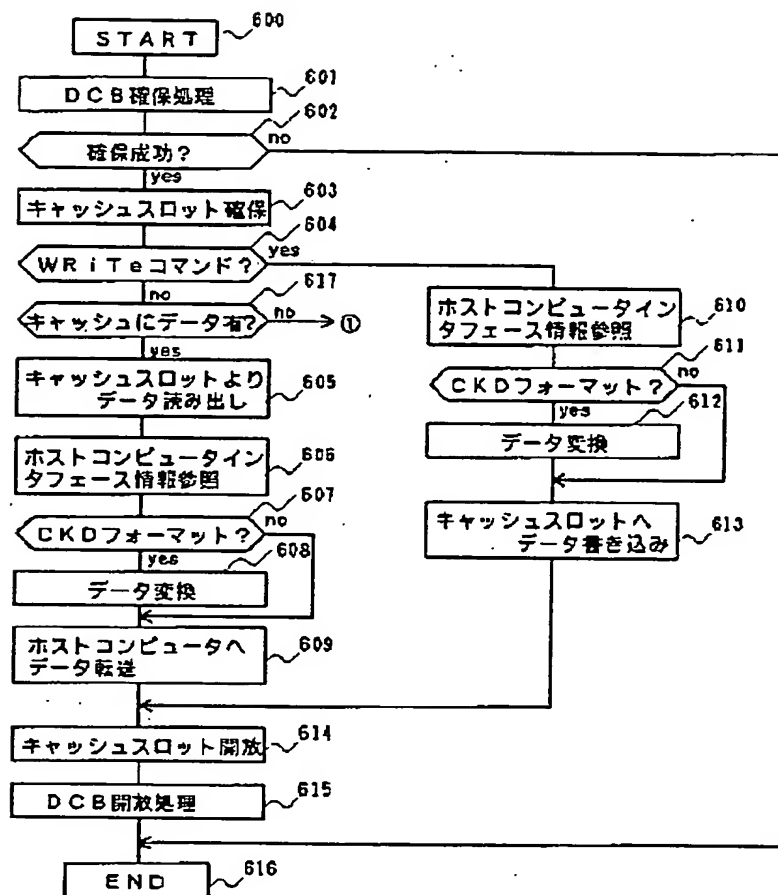 600
START
601
DCB確保処理
602
確保成功？
no
yes
603
キャッシュスロット確保
604
WRiTeコマンド？
yes
no
617
キャッシュにデータ有？
no
①
yes
キャッシュスロットより
データ読み出し
605
ホストコンピュータイン
タフェース情報参照
606
607
CKDフォーマット？
no
yes
608
データ変換
ホストコンピュータへ
データ転送
609
ホストコンピュータイン
タフェース情報参照
610
611
CKDフォーマット？
no
yes
612
データ変換
キャッシュスロットへ
データ書き込み
613
キャッシュスロット開放
614
DCB開放処理
615
END
616